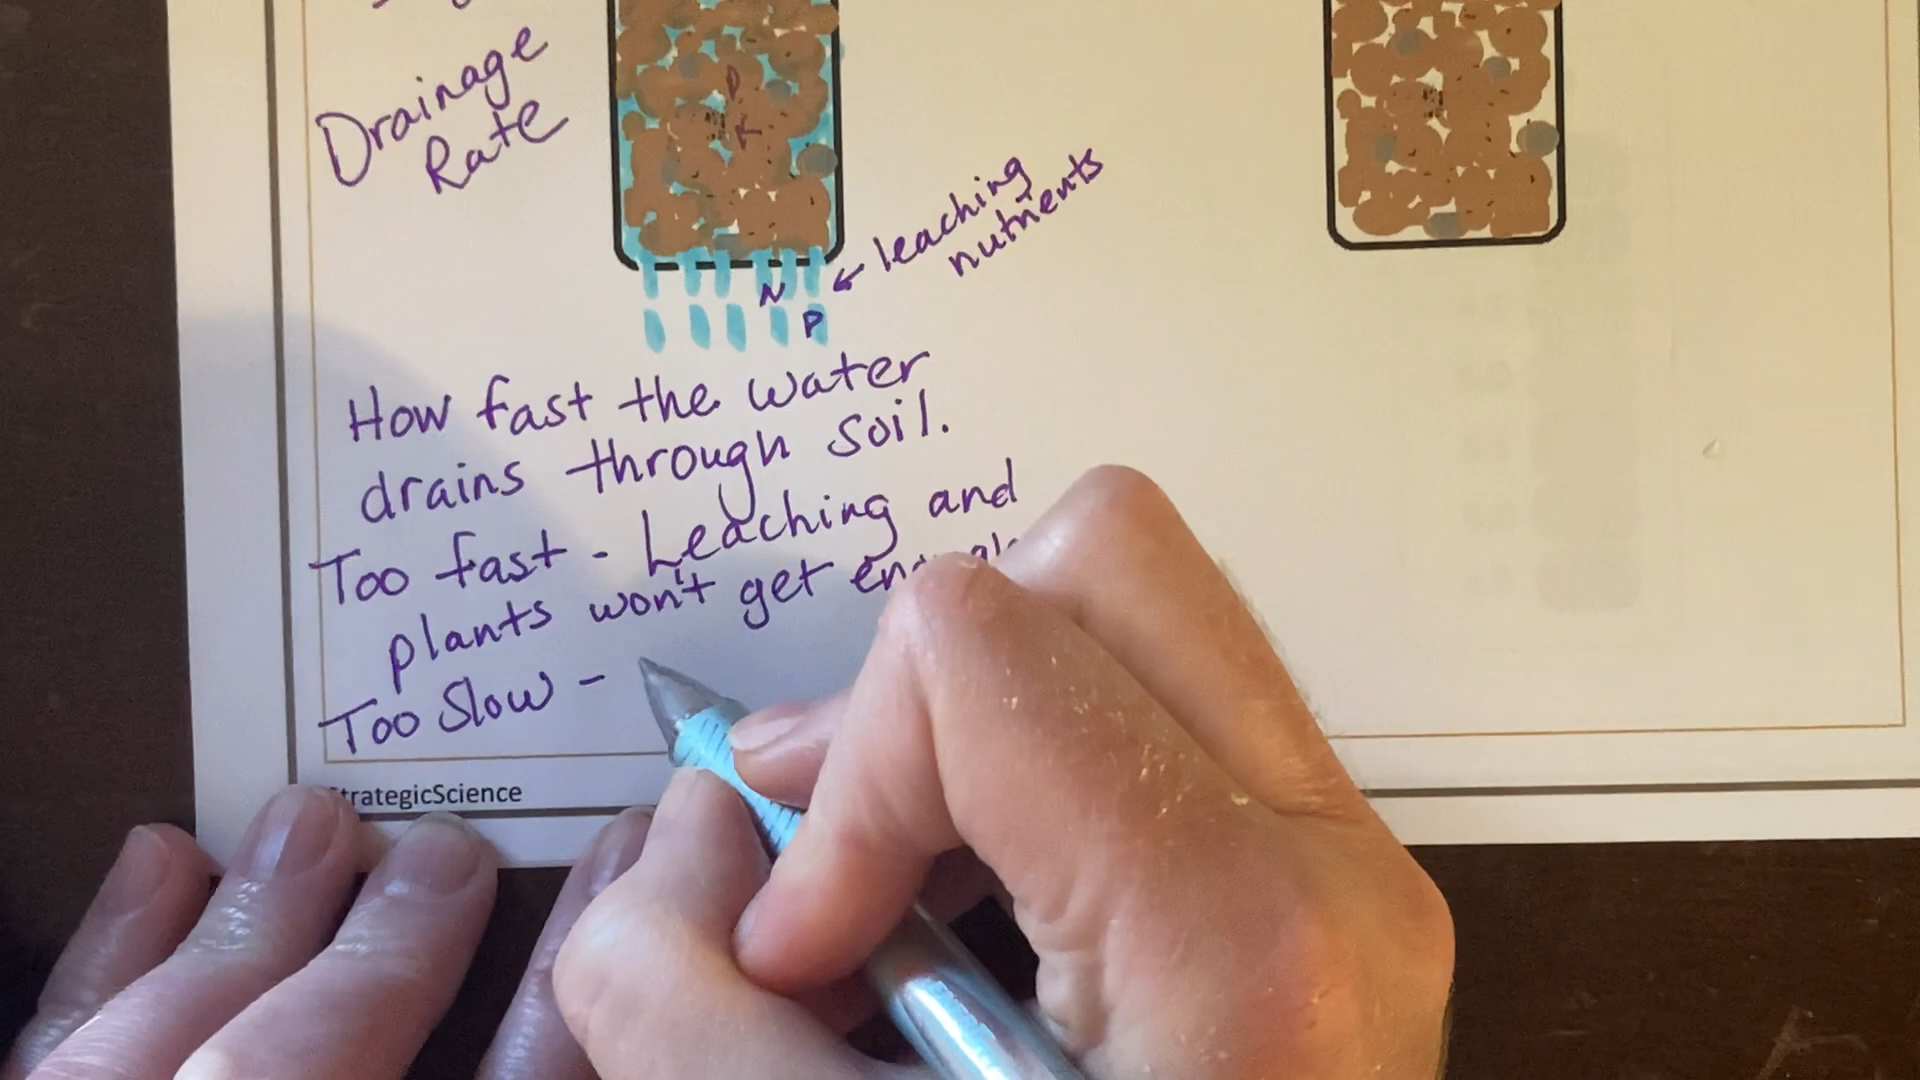 Drainage
Rate
P
K
leaching
nutrients
N
P
How fast the water
drains through soil.
Too fast - Leaching and
plants won't get
Too Slow -
trategicScience